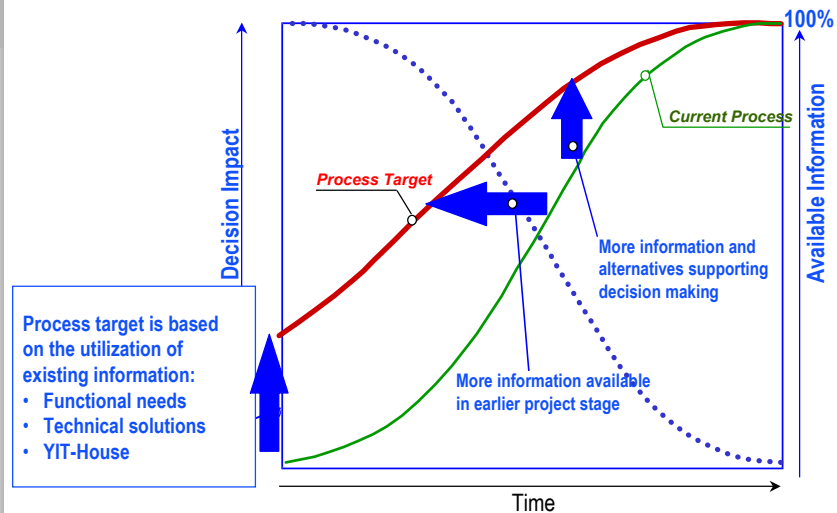 100%
Decision Impact
Available Information
Current Process
Process Target
More information and
alternatives supporting
decision making
Process target is based
on the utilization of
existing information:
• Functional needs
• Technical solutions
• YIT-House
More information available
in earlier project stage
Time